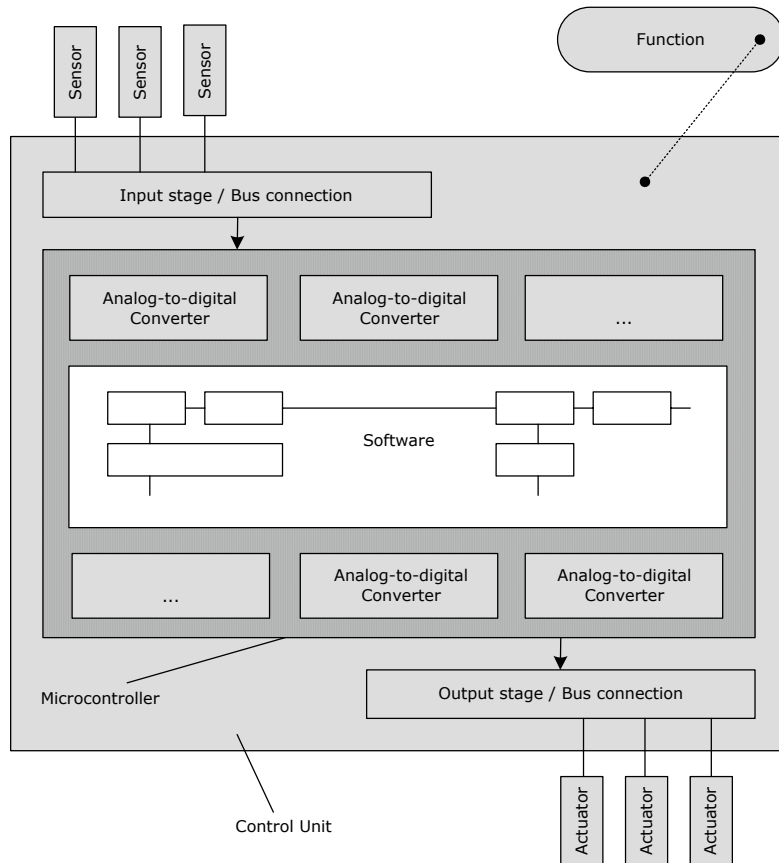 Sensor
Sensor
Sensor
Function
Input stage / Bus connection
Analog-to-digital
Converter
Analog-to-digital
Converter
...
Software
...
Analog-to-digital
Converter
Analog-to-digital
Converter
Microcontroller
Output stage / Bus connection
Control Unit
Actuator
Actuator
Actuator